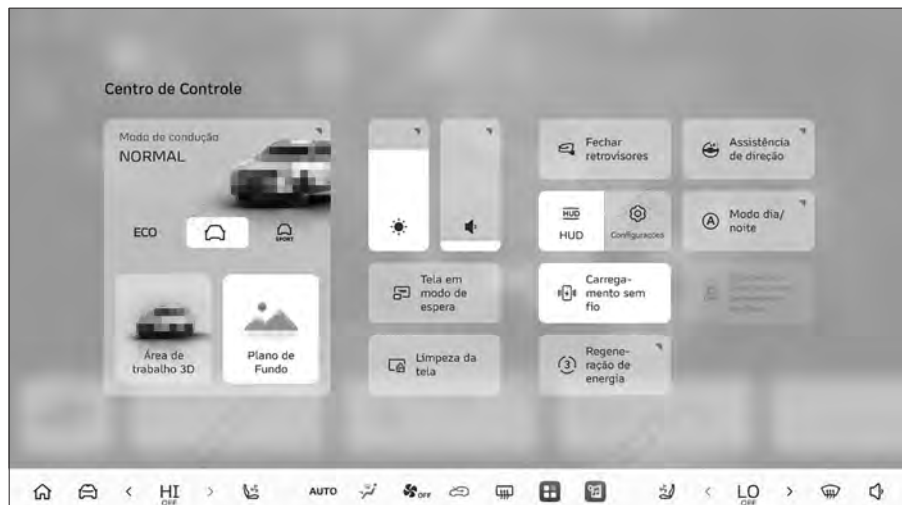 Centro de Controle
Modo de condução
NORMAL
ECO
SPORT
Área de
trabalho 3D
Plano de
Fundo
Tela em
modo de
espera
Limpeza da
tela
Fechar
retrovisores
Assistência
de direção
HUD
HUD
Configurações
A
Modo dia/
noite
Carrega-
mento sem
fio
3
Regene-
ração de
energia
HI
OFF
AUTO
OFF
LO
OFF